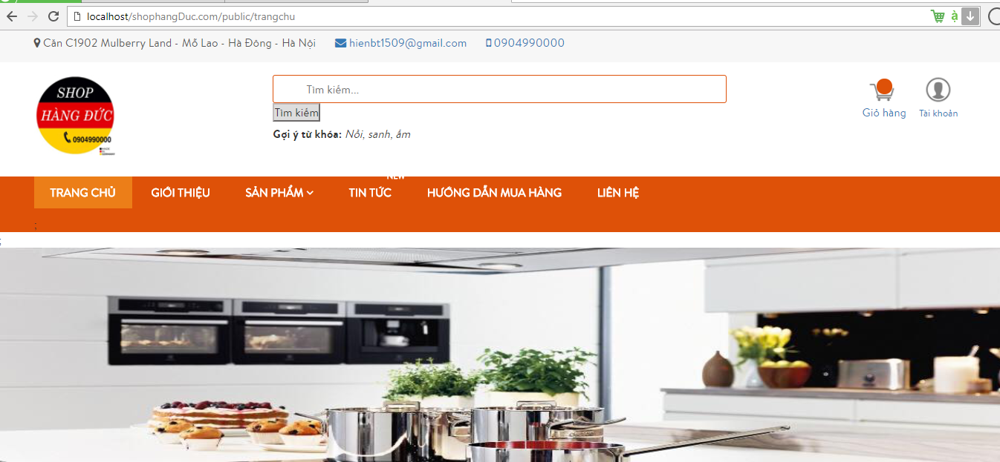 localhost/shophangDuc.com/public/trangchu
Căn C1902 Mulberry Land - Mỗ Lao - Hà Đông - Hà Nội hienbt1509@gmail.com 0904990000
SHOP
HÀNG ĐỨC
0904990000
Tìm kiếm...
Tìm kiếm
Gợi ý từ khóa: Nồi, sanh, ấm
Giỏ hàng Tài khoản
NEW
TRANG CHỦ GIỚI THIỆU SẢN PHẨM TIN TỨC HƯỚNG DẪN MUA HÀNG LIÊN HỆ
;
;